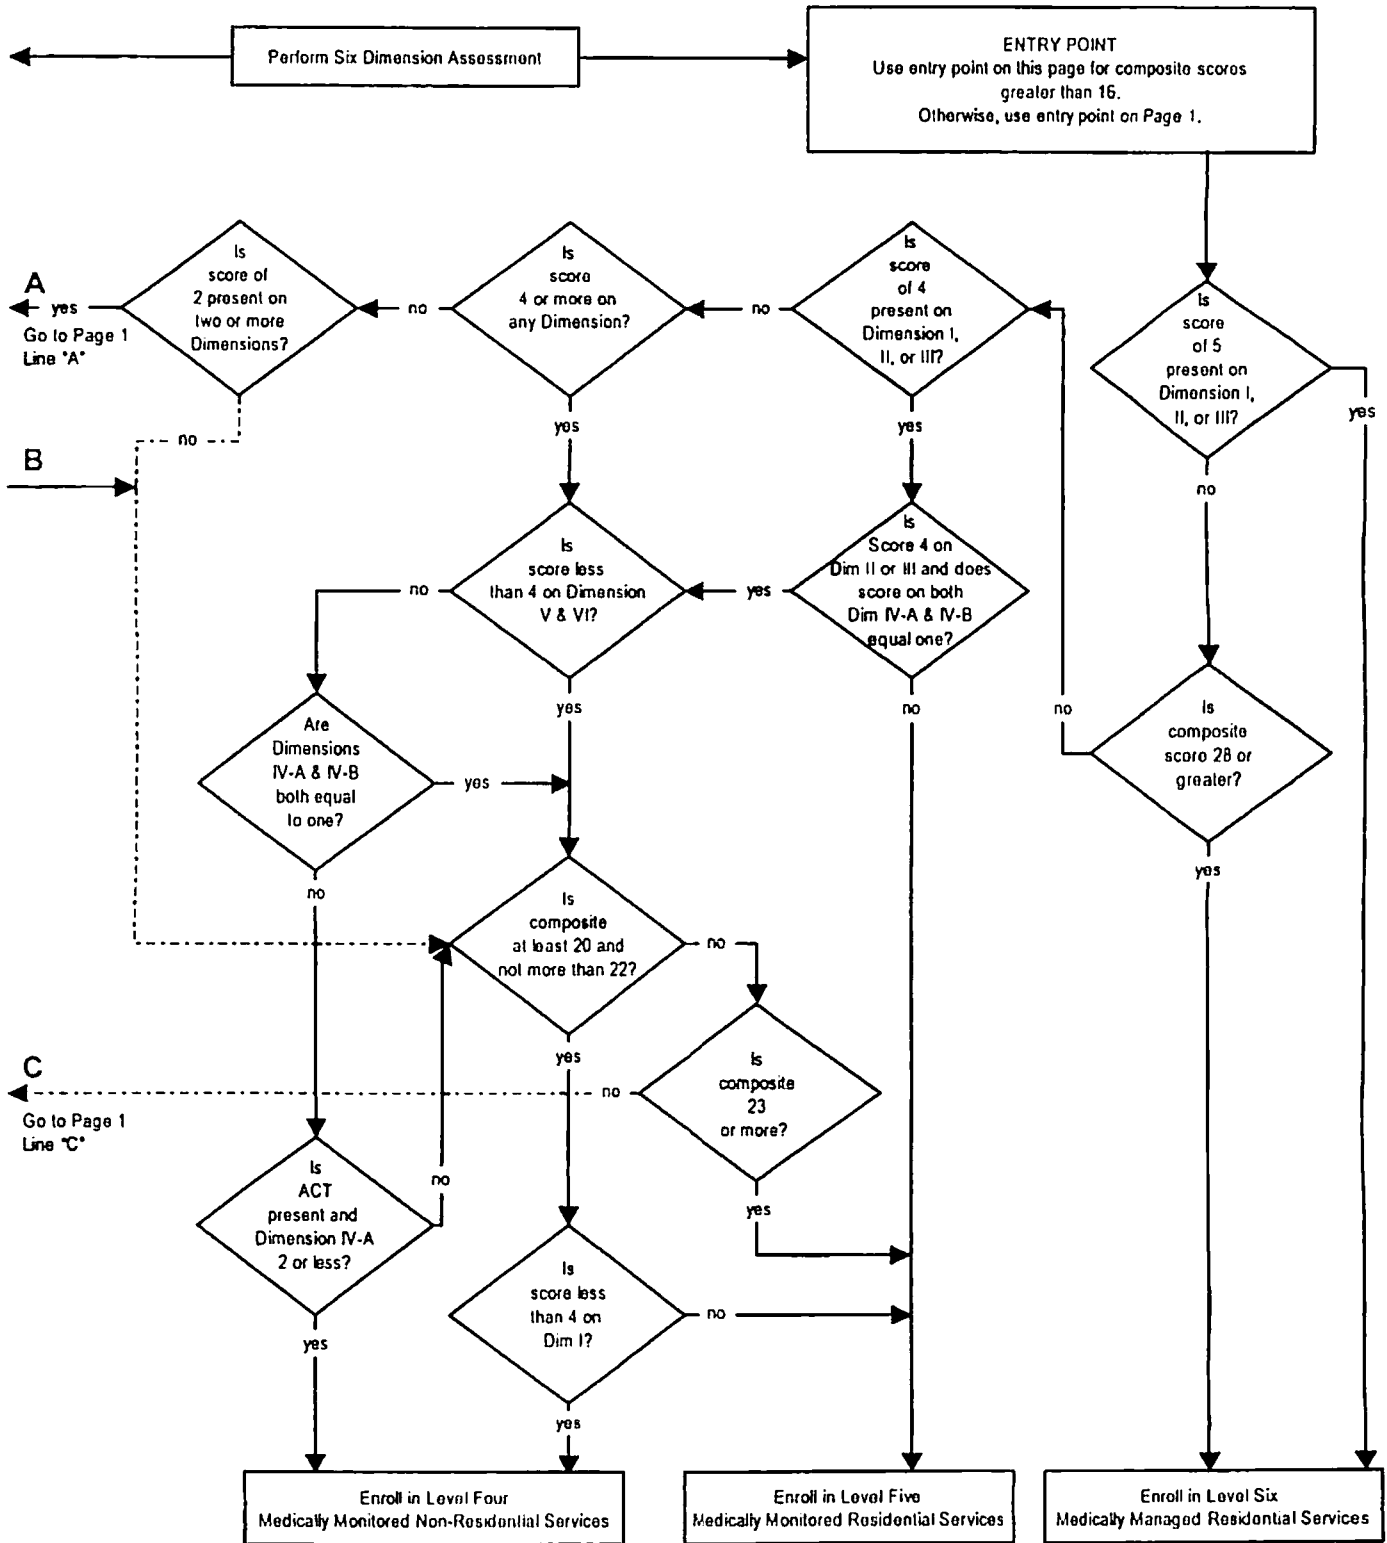 Perform Six Dimension Assessment
ENTRY POINT
Use entry point on this page for composite scores
greater than 16.
Otherwise, use entry point on Page 1.
A
yes
Go to Page 1
Line "A"
Is
score of
2 present on
two or more
Dimensions?
no
Is
score
4 or more on
any Dimension?
no
Is
score
of 4
present on
Dimension I,
II, or III?
Is
score
of 5
present on
Dimension I,
II, or III?
yes
no
yes
yes
no
B
Is
score less
than 4 on Dimension
V & VI?
no
yes
Is
Score 4 on
Dim II or III and does
score on both
Dim IV-A & IV-B
equal one?
yes
no
no
Is
composite
score 28 or
greater?
yes
Are
Dimensions
IV-A & IV-B
both equal
to one?
yes
no
Is
composite
at least 20 and
not more than 22?
no
yes
C
no
Go to Page 1
Line "C"
Is
composite
23
or more?
yes
Is
ACT
present and
Dimension IV-A
2 or less?
no
yes
Is
score less
than 4 on
Dim I?
no
yes
Enroll in Level Four
Medically Monitored Non-Residential Services
Enroll in Level Five
Medically Monitored Residential Services
Enroll in Level Six
Medically Managed Residential Services